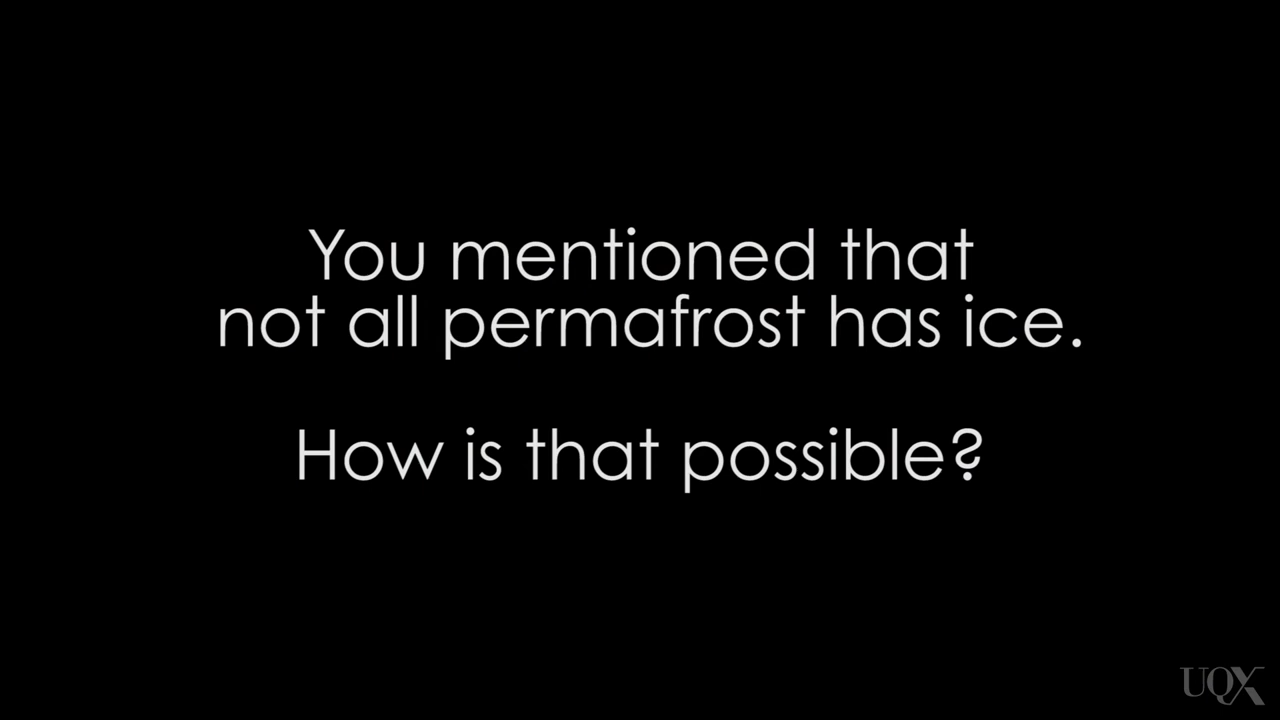 You mentioned that
not all permafrost has ice.
How is that possible?
UQX